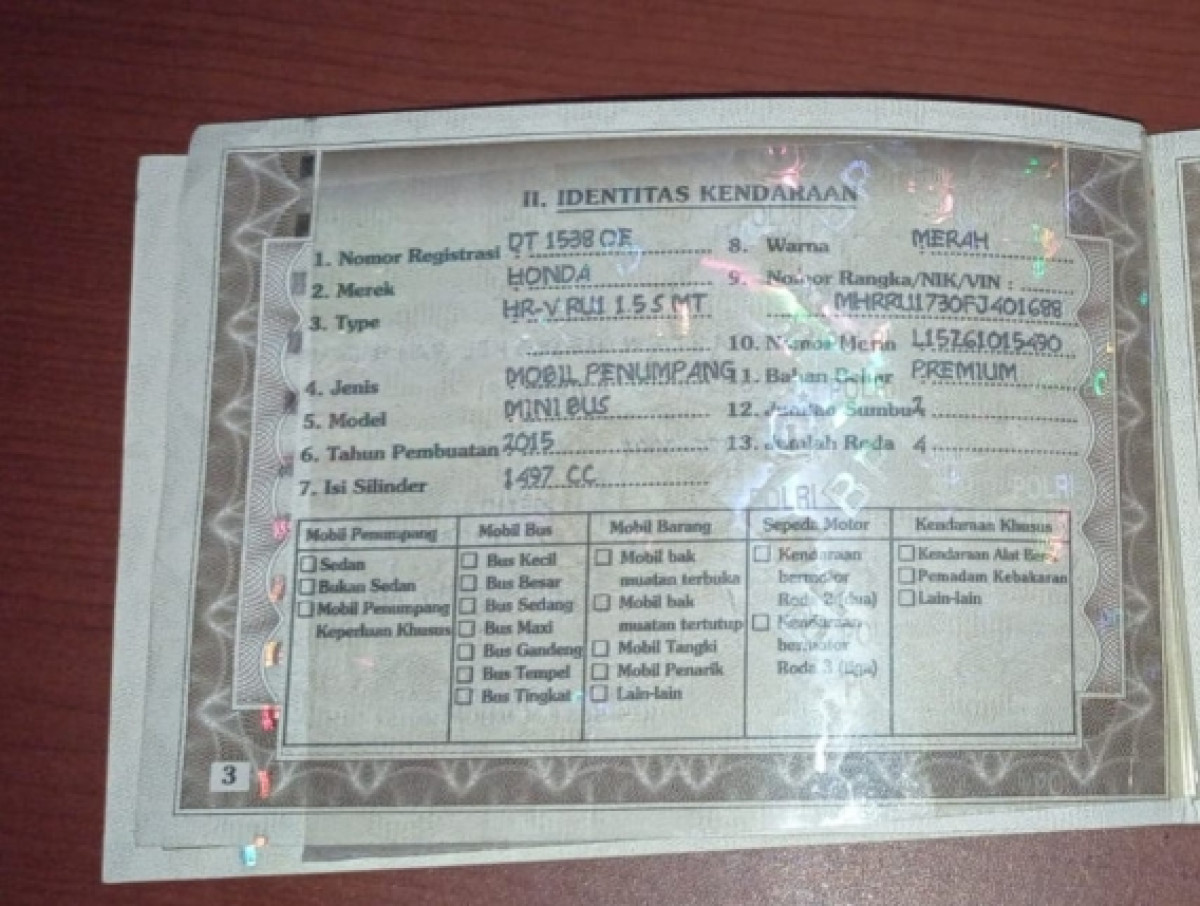 II. IDENTITAS KENDARAAN
1. Nomor Registrasi DT 1538 OE
2. Merek HONDA
3. Type HR-V RU1 1.5 S MT
4. Jenis MOBIL PENUMPANG
5. Model MINIBUS
6. Tahun Pembuatan 2015
7. Isi Silinder 1497 CC
8. Warna MERAH
9. Nomor Rangka/NIK/VIN :
MHRRU1730FJ401688
10. Nomor Mesin L15Z61015490
11. Bahan Bakar PREMIUM
12. Jumlah Sumbu 2
13. Jumlah Roda 4
POLRI
POLRI
Mobil Penumpang
Sedan
Bukan Sedan
Mobil Penumpang
Keperluan Khusus
Mobil Bus
Bus Kecil
Bus Besar
Bus Sedang
Bus Maxi
Bus Gandeng
Bus Tempel
Bus Tingkat
Mobil Barang
Mobil bak
muatan terbuka
Mobil bak
muatan tertutup
Mobil Tangki
Mobil Penarik
Lain-lain
Sepeda Motor
Kendaraan
bermotor
Roda 2 (dua)
Kendaraan
bermotor
Roda 3 (tiga)
Kendaraan Khusus
Kendaraan Alat Berat
Pemadam Kebakaran
Lain-lain
3